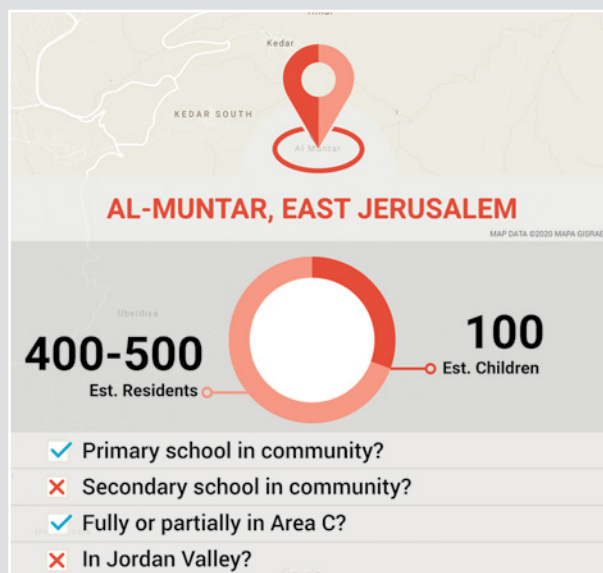 Kedar
KEDAR SOUTH
Al Muntar
AL-MUNTAR, EAST JERUSALEM
MAP DATA ©2020 MAPA GISRAE
Ubeidiya
400-500
Est. Residents
100
Est. Children
Primary school in community?
Secondary school in community?
Fully or partially in Area C?
In Jordan Valley?